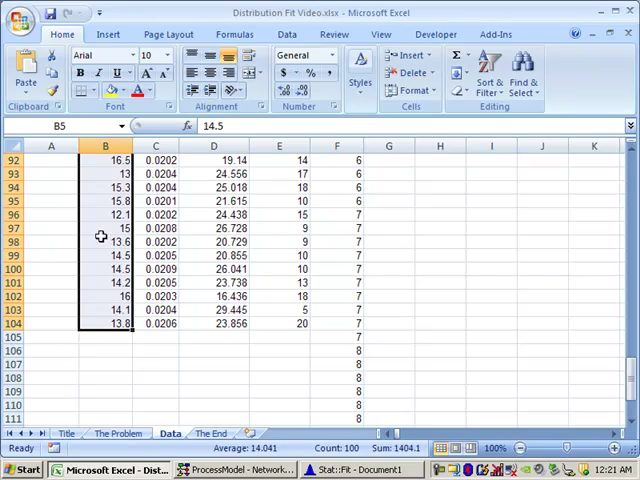 Distribution Fit Video.xlsx - Microsoft Excel
Home Insert Page Layout Formulas Data Review View Developer Add-Ins
Arial 10 General Insert Σ
Paste B I U A A $ % , Styles Delete Sort & Find &
Format Filter Select
Clipboard Font Alignment Number Cells Editing
B5 fx 14.5
A B C D E F G H I J K
92 16.5 0.0202 19.14 14 6
93 13 0.0204 24.556 17 6
94 15.3 0.0204 25.018 18 6
95 15.8 0.0201 21.615 10 6
96 12.1 0.0202 24.438 15 7
97 15 0.0208 26.728 9 7
98 13.6 0.0202 20.729 9 7
99 14.5 0.0205 20.855 10 7
100 14.5 0.0209 26.041 10 7
101 14.2 0.0205 23.738 13 7
102 16 0.0203 16.436 18 7
103 14.1 0.0204 29.445 5 7
104 13.8 0.0206 23.856 20 7
105 7
106 8
107 8
108 8
109 8
110 8
111 8
Title The Problem Data The End
Ready Average: 14.041 Count: 100 Sum: 1404.1 100%
Start Microsoft Excel - Dist... ProcessModel - Network... Stat::Fit - Document1 12:21 AM